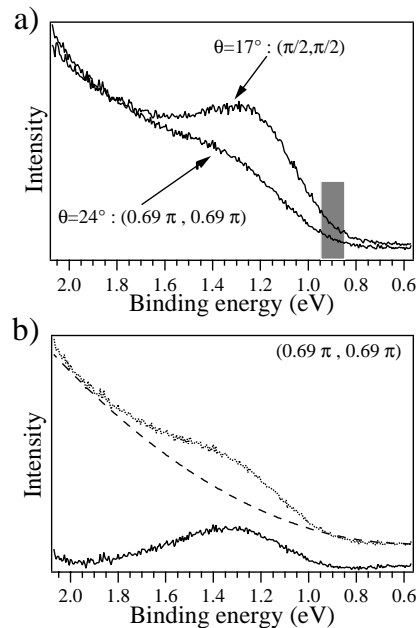 a)
θ=17° : (π/2,π/2)
Intensity
θ=24° : (0.69 π , 0.69 π)
2.0 1.8 1.6 1.4 1.2 1.0 0.8 0.6
Binding energy (eV)
b)
(0.69 π , 0.69 π)
Intensity
2.0 1.8 1.6 1.4 1.2 1.0 0.8 0.6
Binding energy (eV)